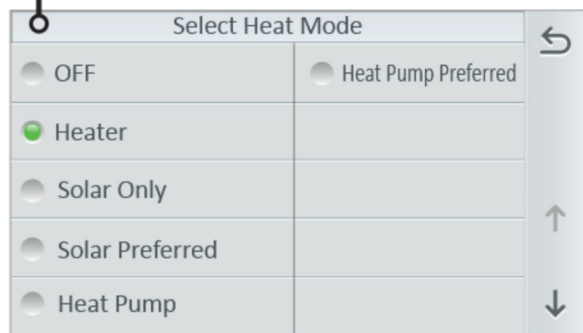 Select Heat Mode
OFF
Heat Pump Preferred
Heater
Solar Only
Solar Preferred
Heat Pump